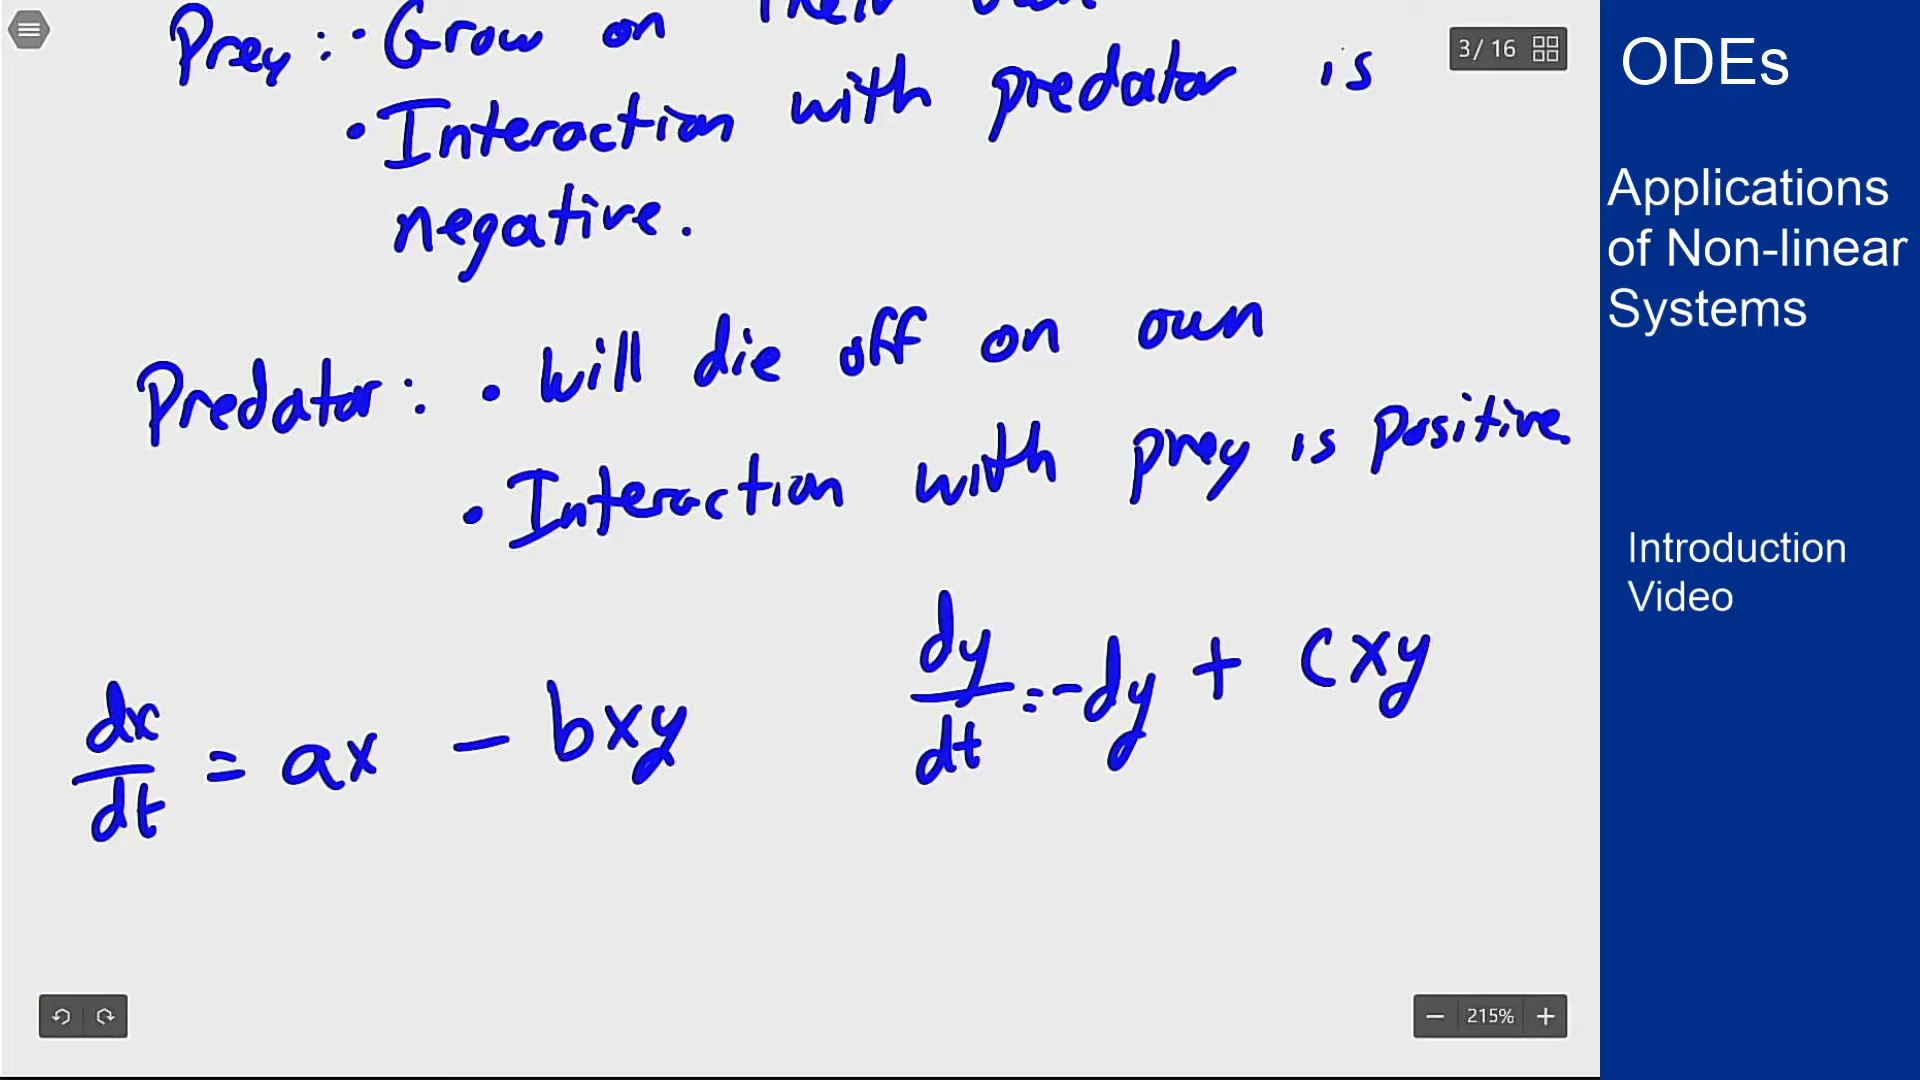 Prey: • Grow on their own
• Interaction with predator is
negative.
Predator: • Will die off on own
• Interaction with prey is positive.
dx/dt = ax - bxy
dy/dt = -dy + cxy
3 / 16
215%
ODEs
Applications
of Non-linear
Systems
Introduction
Video